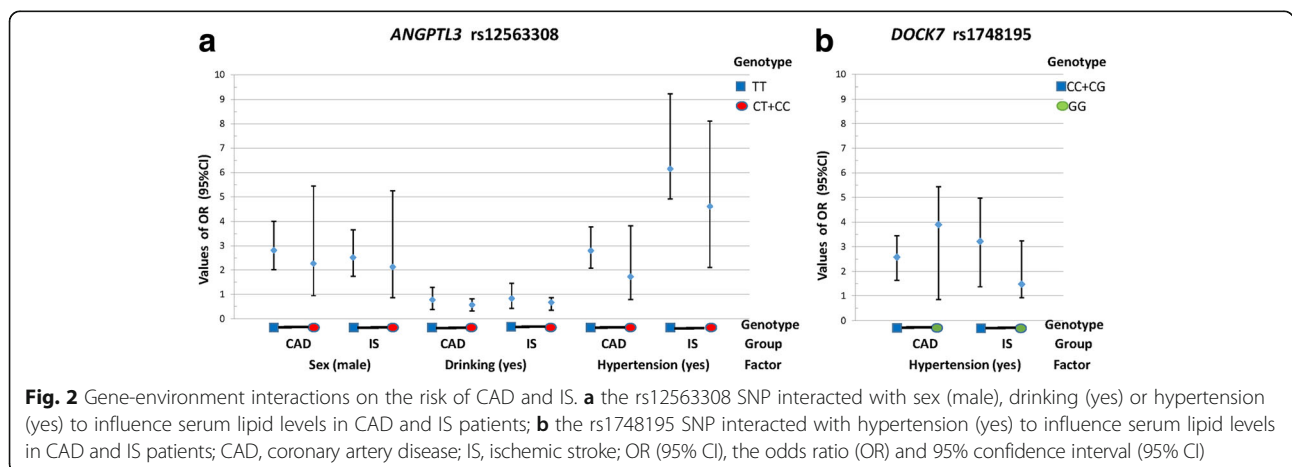 a
ANGPTL3 rs12563308
Genotype
TT
CT+CC
Values of OR (95%CI)
10
9
8
7
6
5
4
3
2
1
0
Genotype
CAD IS CAD IS CAD IS Group
Sex (male) Drinking (yes) Hypertension (yes) Factor
b
DOCK7 rs1748195
Genotype
CC+CG
GG
Values of OR (95%CI)
10
9
8
7
6
5
4
3
2
1
0
Genotype
CAD IS Group
Hypertension (yes) Factor
Fig. 2 Gene-environment interactions on the risk of CAD and IS. a the rs12563308 SNP interacted with sex (male), drinking (yes) or hypertension
(yes) to influence serum lipid levels in CAD and IS patients; b the rs1748195 SNP interacted with hypertension (yes) to influence serum lipid levels
in CAD and IS patients; CAD, coronary artery disease; IS, ischemic stroke; OR (95% CI), the odds ratio (OR) and 95% confidence interval (95% CI)